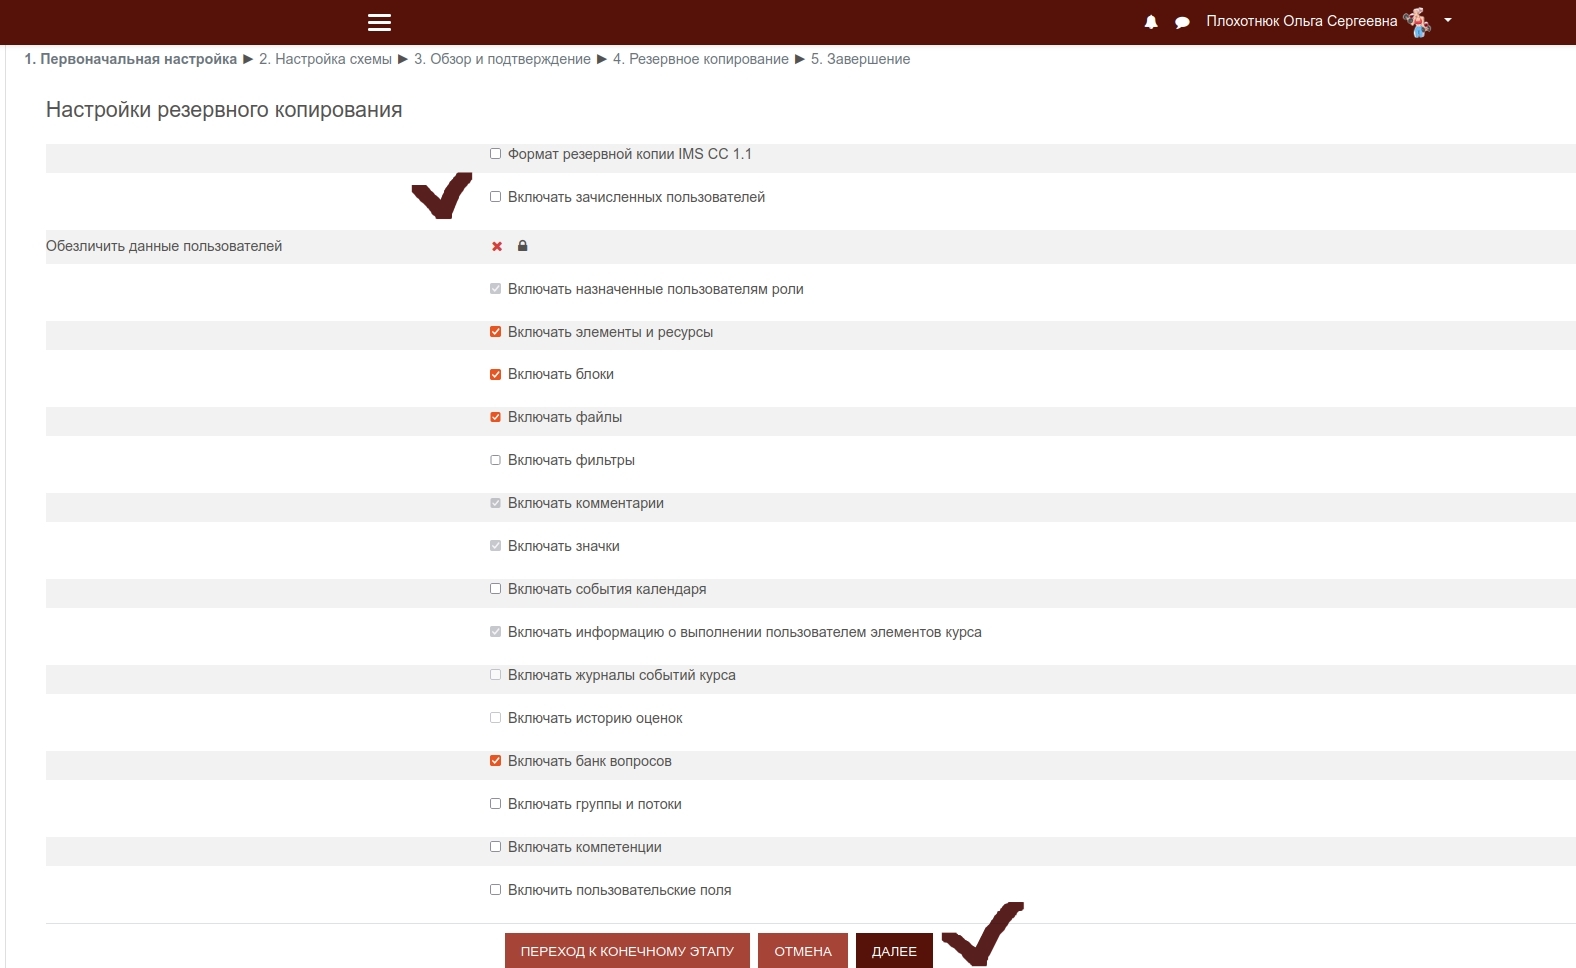 Плохотнюк Ольга Сергеевна
1. Первоначальная настройка ► 2. Настройка схемы ► 3. Обзор и подтверждение ► 4. Резервное копирование ► 5. Завершение
Настройки резервного копирования
Формат резервной копии IMS CC 1.1
Включать зачисленных пользователей
Обезличить данные пользователей
Включать назначенные пользователям роли
Включать элементы и ресурсы
Включать блоки
Включать файлы
Включать фильтры
Включать комментарии
Включать значки
Включать события календаря
Включать информацию о выполнении пользователем элементов курса
Включать журналы событий курса
Включать историю оценок
Включать банк вопросов
Включать группы и потоки
Включать компетенции
Включить пользовательские поля
ПЕРЕХОД К КОНЕЧНОМУ ЭТАПУ ОТМЕНА ДАЛЕЕ